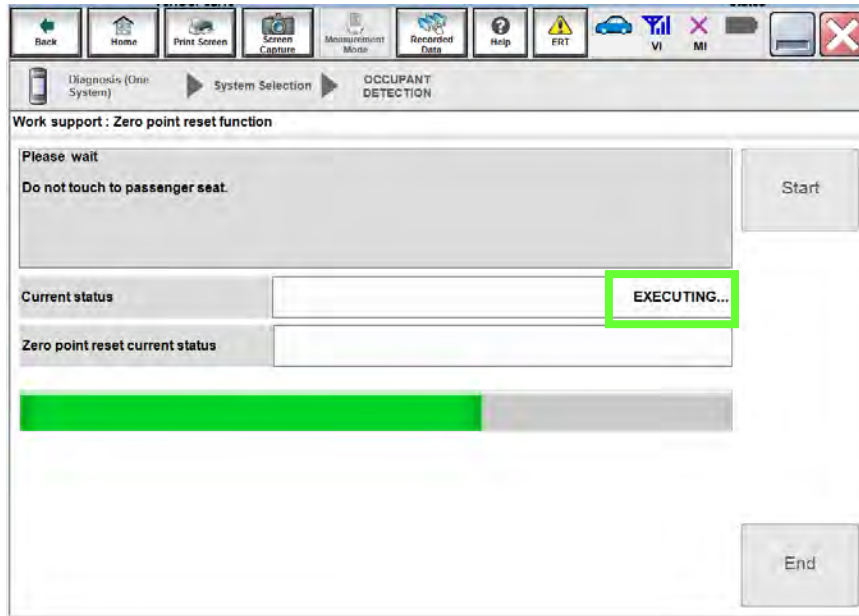 Back
Home
Print Screen
Screen Capture
Measurement Mode
Recorded Data
Help
ERT
VI
MI
Diagnosis (One System)
System Selection
OCCUPANT DETECTION
Work support : Zero point reset function
Please wait
Do not touch to passenger seat.
Start
Current status
EXECUTING...
Zero point reset current status
End